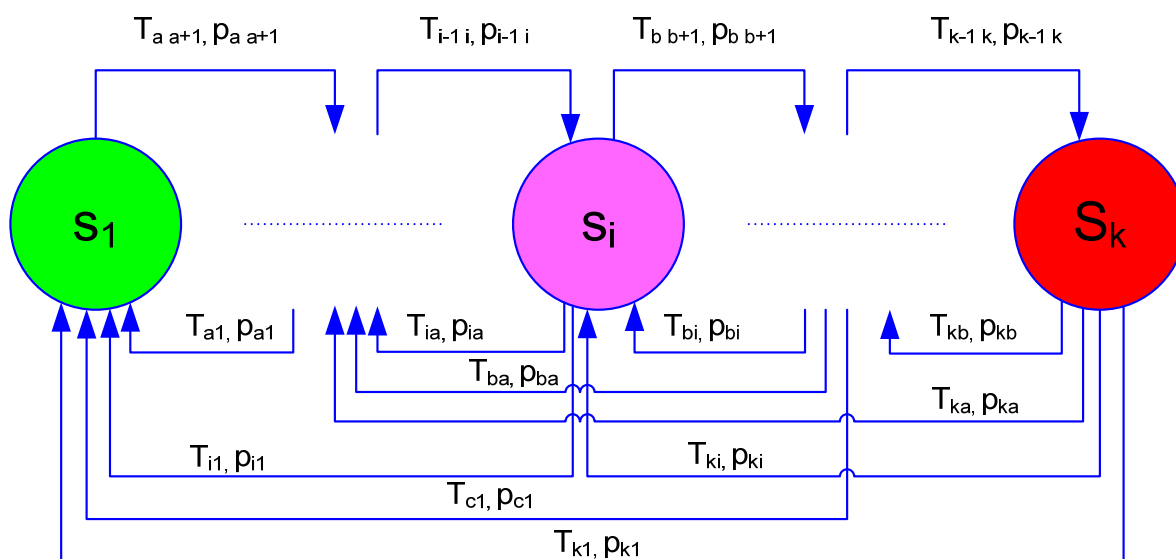 T a a+1, p a a+1
T i-1 i, p i-1 i
T b b+1, p b b+1
T k-1 k, p k-1 k
s1
si
Sk
Ta1, pa1
Tia, pia
Tbi, pbi
Tkb, pkb
Tba, pba
Tka, pka
Ti1, pi1
Tki, pki
Tc1, pc1
Tk1, pk1